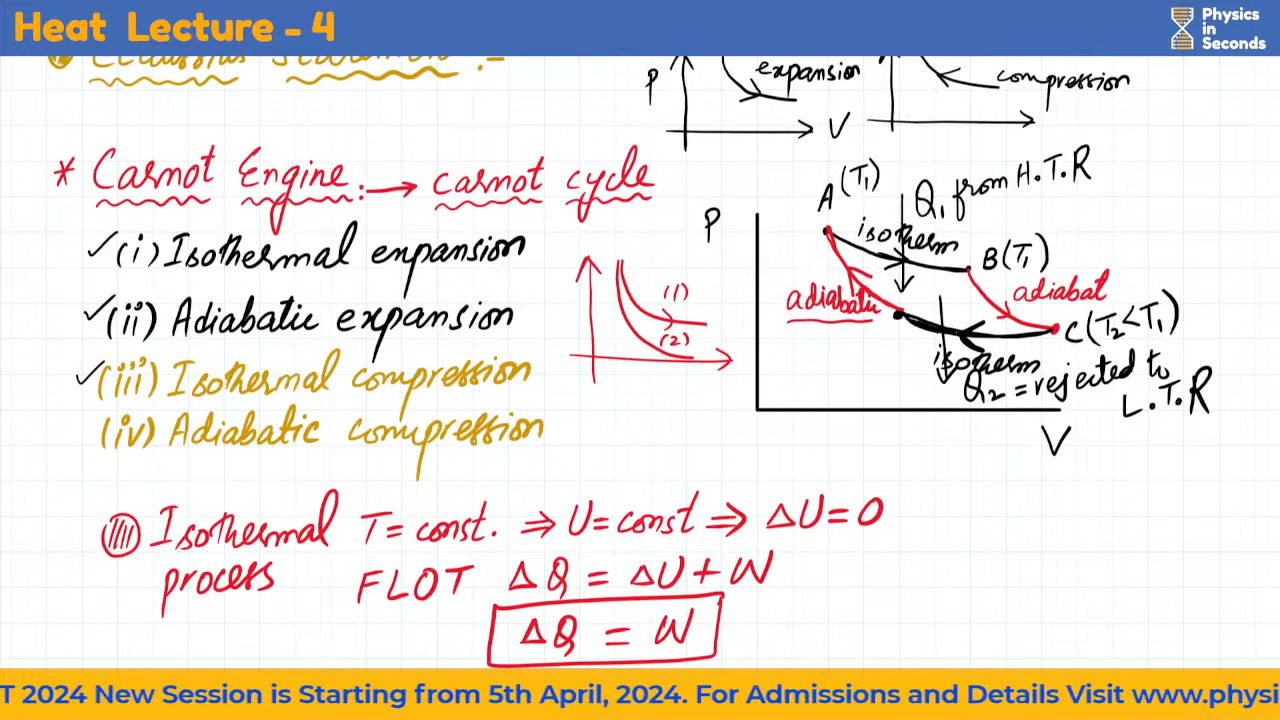 Heat Lecture - 4
Physics
in
Seconds
Clausius Statement :-
P
expansion
V
compression
* Carnot Engine :→ carnot cycle
✓(i) Isothermal expansion
✓(ii) Adiabatic expansion
✓(iii) Isothermal compression
(iv) Adiabatic compression
(1)
(2)
P
A (T₁)
Q₁ from H.T.R
isotherm
B (T₁)
adiabatic
adiabat
C (T₂<T₁)
isotherm
Q₂ = rejected to
L.T.R
V
Isothermal T = const. ⇒ U = const ⇒ ΔU = 0
process FLOT ΔQ = ΔU + W
ΔQ = W
T 2024 New Session is Starting from 5th April, 2024. For Admissions and Details Visit www.physi